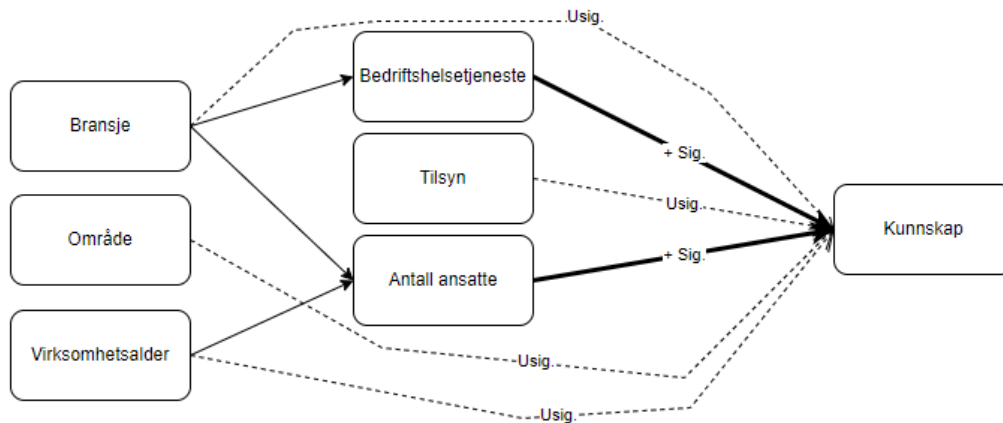 Usig.
Bedriftshelsetjeneste
Bransje
+ Sig.
Tilsyn
Usig.
Område
Kunnskap
+ Sig.
Antall ansatte
Virksomhetsalder
Usig.
Usig.